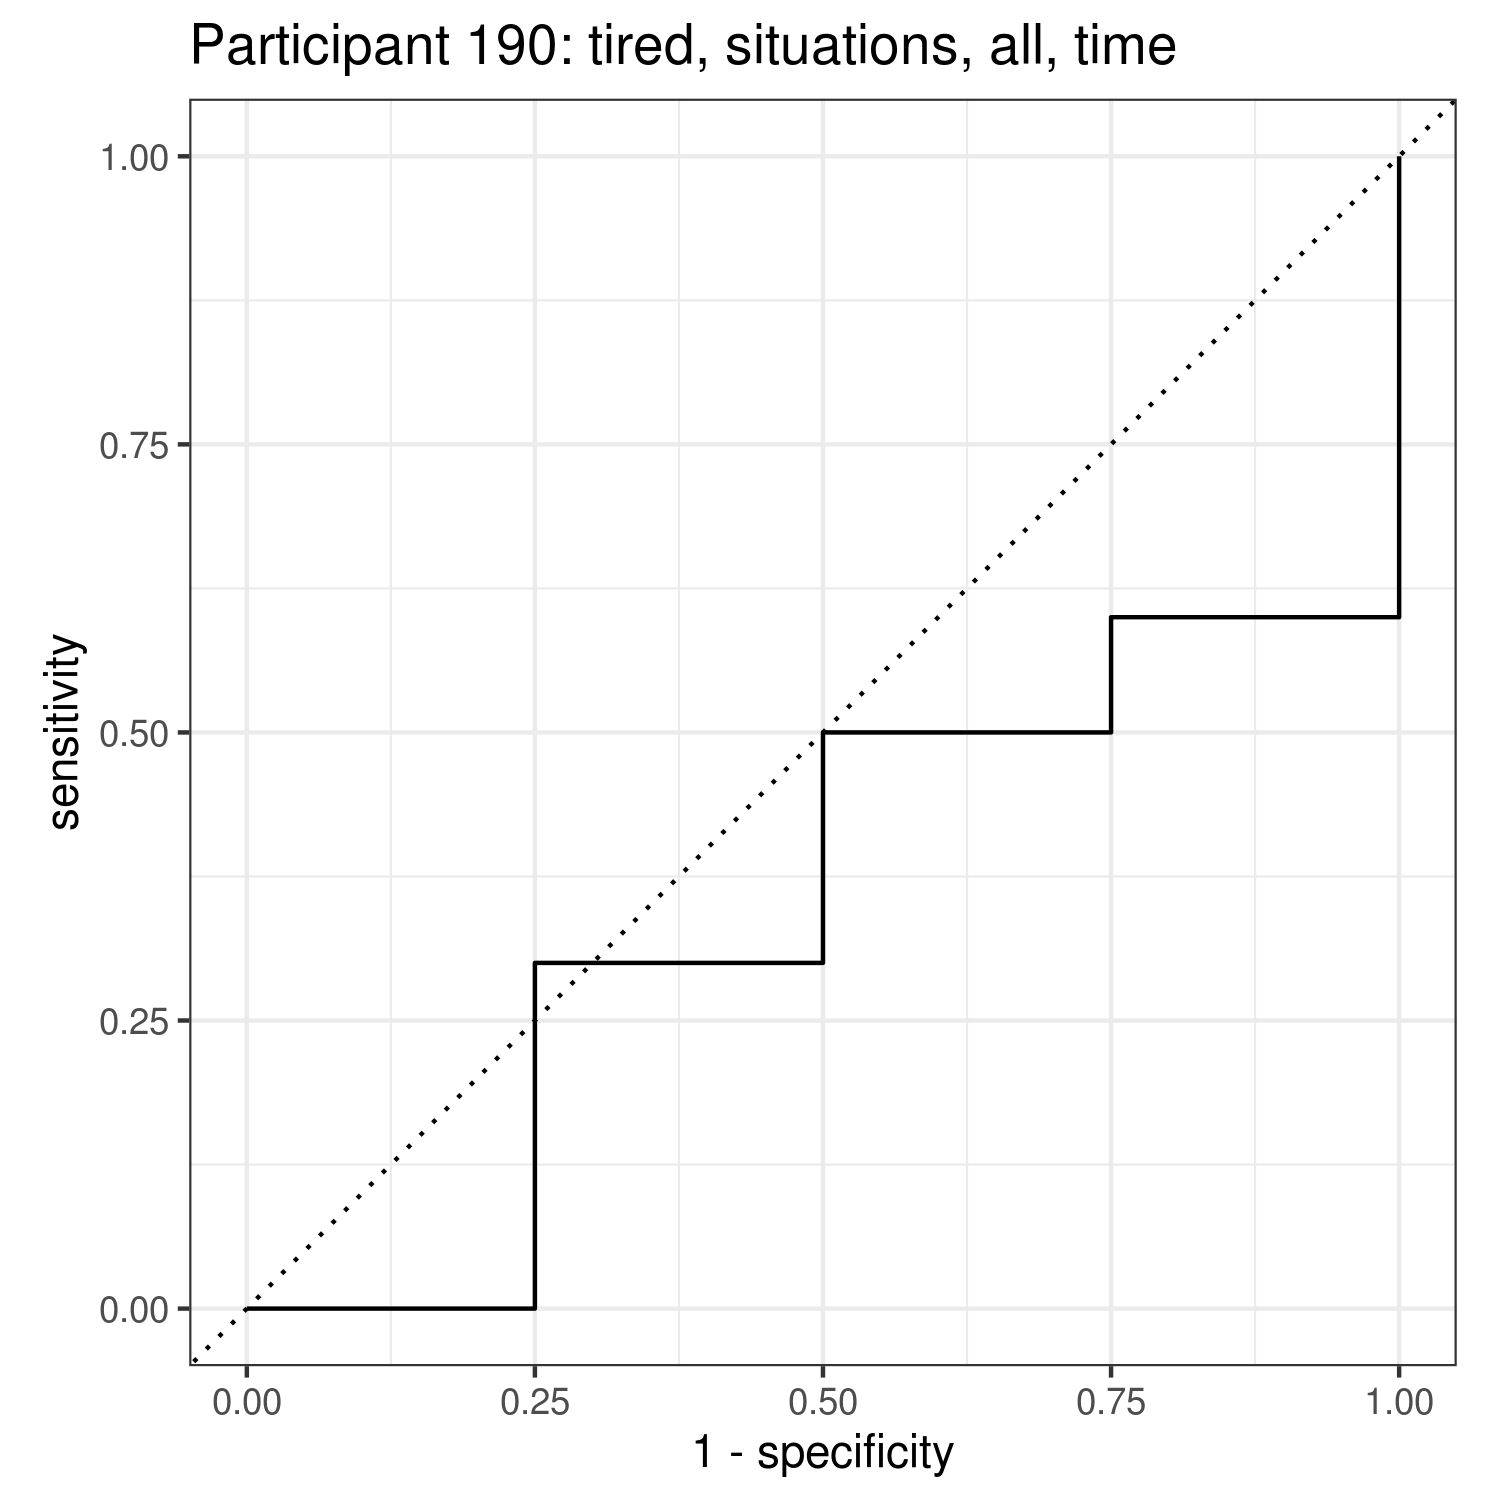 Participant 190: tired, situations, all, time
1.00
0.75
0.50
0.25
0.00
sensitivity
0.00 0.25 0.50 0.75 1.00
1 - specificity